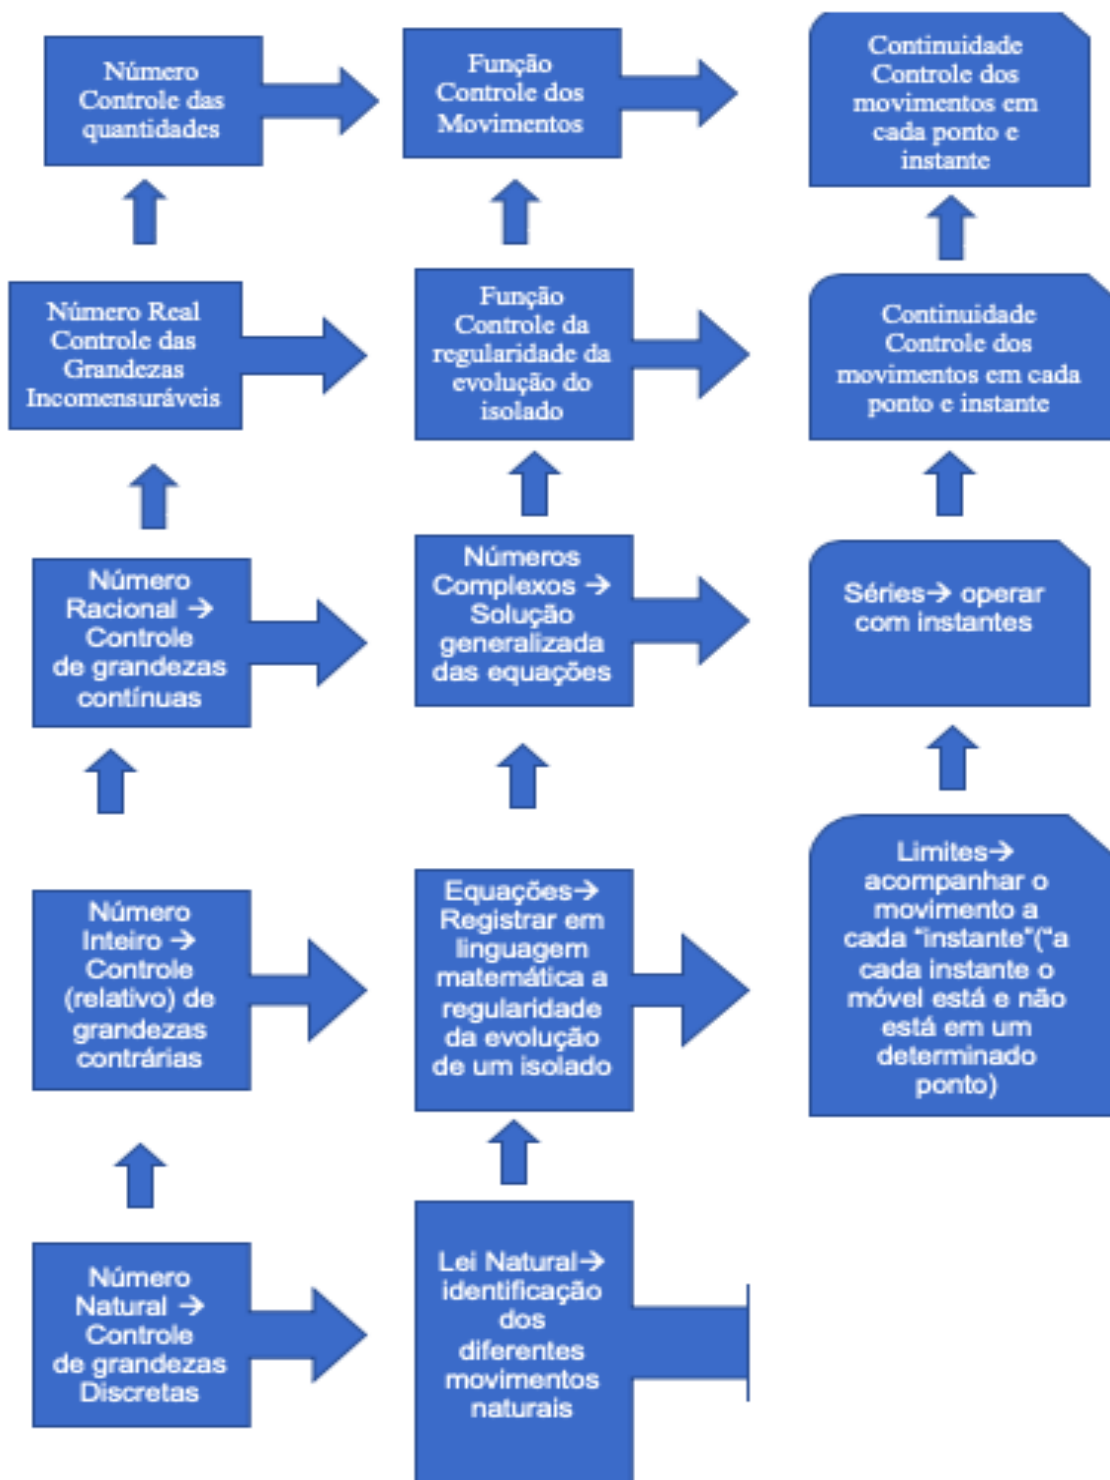 Número
Controle das
quantidades
Função
Controle dos
Movimentos
Continuidade
Controle dos
movimentos em
cada ponto e
instante
Número Real
Controle das
Grandezas
Incomensuráveis
Função
Controle da
regularidade da
evolução do
isolado
Continuidade
Controle dos
movimentos em cada
ponto e instante
Número
Racional →
Controle
de grandezas
contínuas
Números
Complexos →
Solução
generalizada
das equações
Séries→ operar
com instantes
Número
Inteiro →
Controle
(relativo) de
grandezas
contrárias
Equações→
Registrar em
linguagem
matemática a
regularidade
da evolução
de um isolado
Limites→
acompanhar o
movimento a
cada “instante”(“a
cada instante o
móvel está e não
está em um
determinado
ponto)
Número
Natural →
Controle
de grandezas
Discretas
Lei Natural→
identificação
dos
diferentes
movimentos
naturais